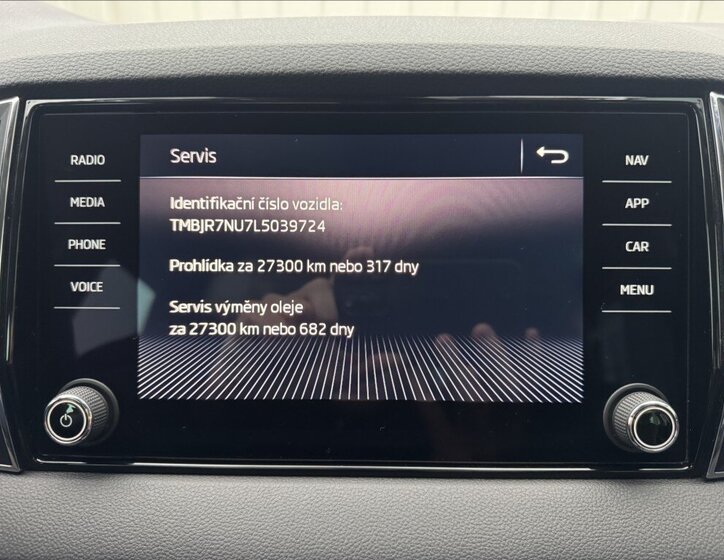 Servis
RADIO
MEDIA
PHONE
VOICE
Identifikační číslo vozidla:
TMBJR7NU7L5039724
Prohlídka za 27300 km nebo 317 dny
Servis výměny oleje
za 27300 km nebo 682 dny
NAV
APP
CAR
MENU